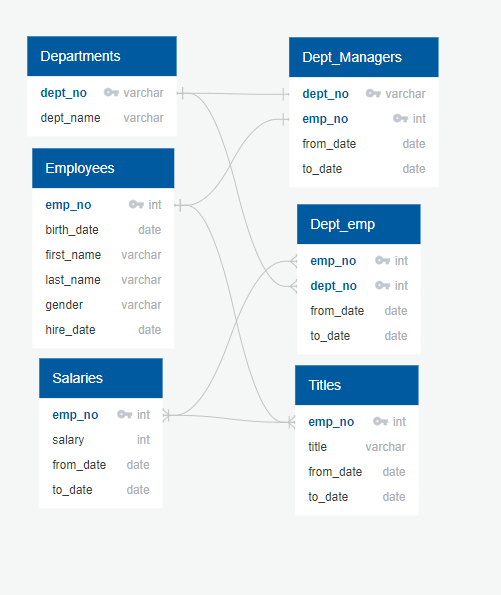 Departments
dept_no varchar
dept_name varchar
Employees
emp_no int
birth_date date
first_name varchar
last_name varchar
gender varchar
hire_date date
Salaries
emp_no int
salary int
from_date date
to_date date
Dept_Managers
dept_no varchar
emp_no int
from_date date
to_date date
Dept_emp
emp_no int
dept_no int
from_date date
to_date date
Titles
emp_no int
title varchar
from_date date
to_date date